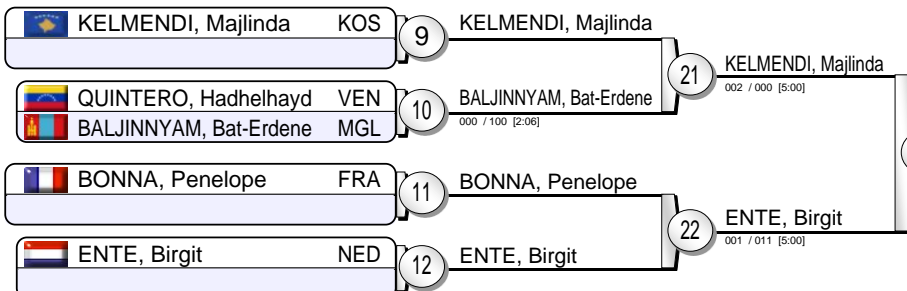 KELMENDI, Majlinda KOS
9
KELMENDI, Majlinda
QUINTERO, Hadhelhayd VEN
BALJINNYAM, Bat-Erdene MGL
10
BALJINNYAM, Bat-Erdene
000 / 100 [2:06]
21
KELMENDI, Majlinda
002 / 000 [5:00]
BONNA, Penelope FRA
11
BONNA, Penelope
ENTE, Birgit NED
12
ENTE, Birgit
22
ENTE, Birgit
001 / 011 [5:00]